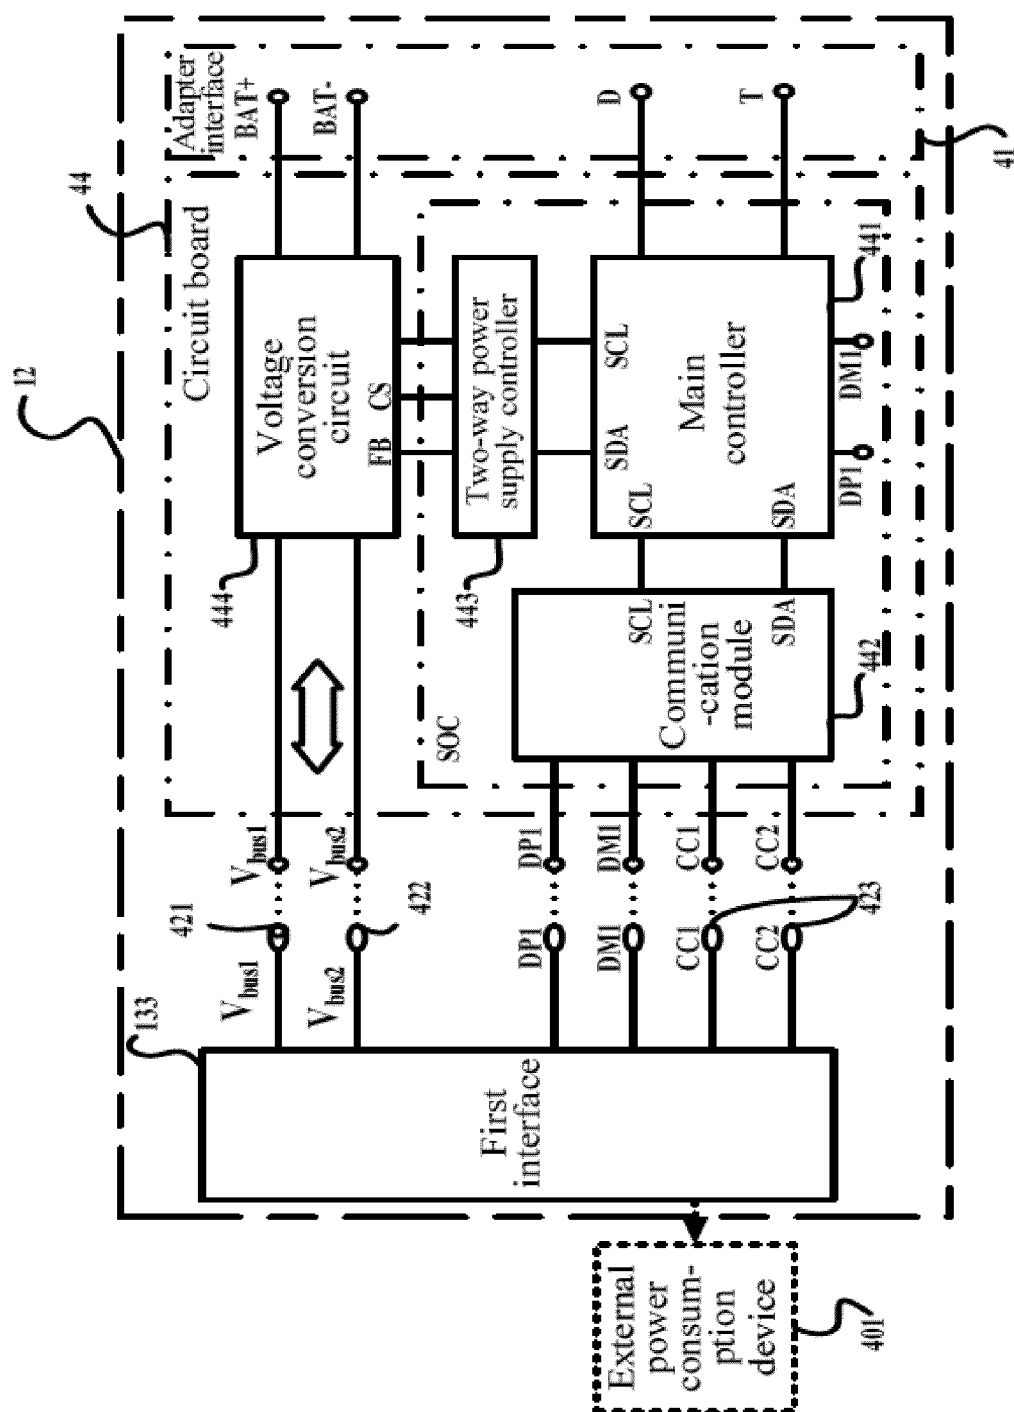 12
44
Circuit board
Adapter
interface
BAT+
BAT-
D
T
41
Voltage
conversion
circuit
FB
CS
444
Two-way power
supply controller
443
SDA
SCL
Main
controller
SCL
SDA
441
DP1
DM1
SOC
SCL
SDA
Communi
-cation
module
442
Vbus1
Vbus2
DP1
DM1
CC1
CC2
421
422
423
Vbus1
Vbus2
DP1
DM1
CC1
CC2
133
First
interface
External
power
consum-
ption
device
401